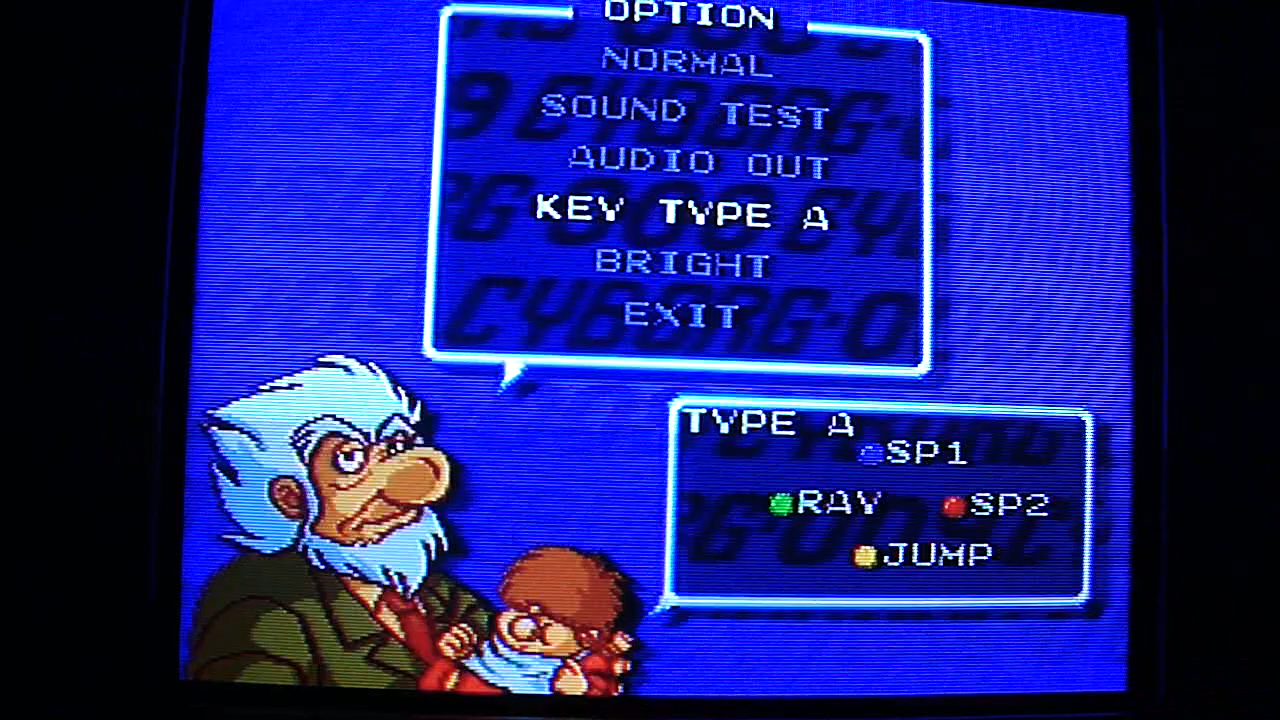 OPTION
NORMAL
SOUND TEST
AUDIO OUT
KEY TYPE A
BRIGHT
EXIT
TYPE A
SP1
RAY SP2
JUMP